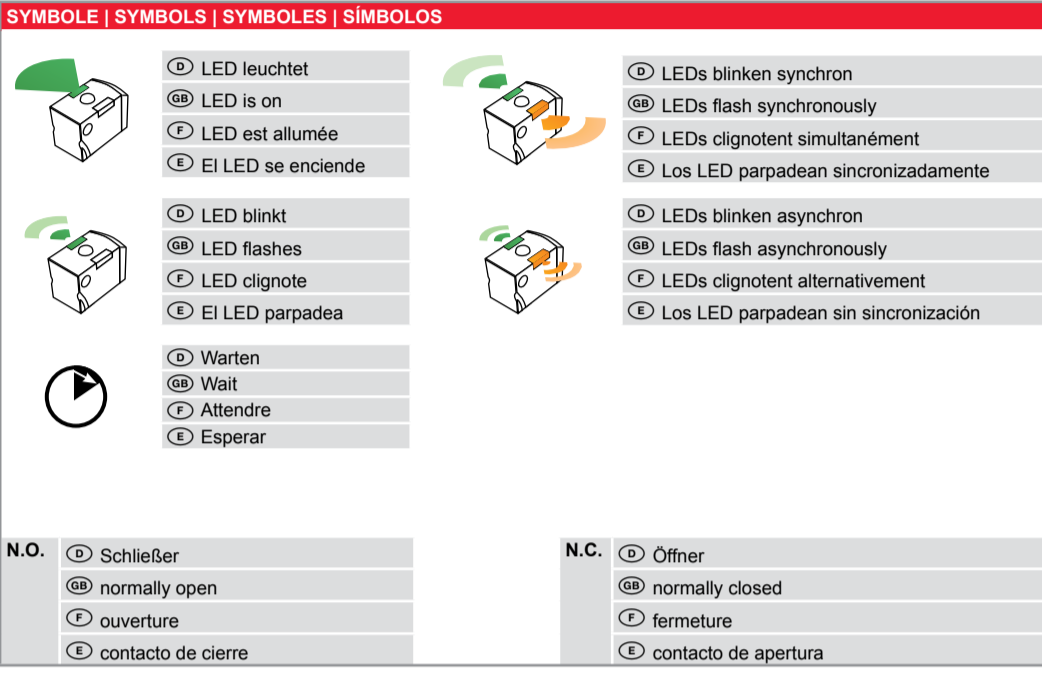 SYMBOLE | SYMBOLS | SYMBOLES | SÍMBOLOS
D LED leuchtet
GB LED is on
F LED est allumée
E El LED se enciende
D LEDs blinken synchron
GB LEDs flash synchronously
F LEDs clignotent simultanément
E Los LED parpadean sincronizadamente
D LED blinkt
GB LED flashes
F LED clignote
E El LED parpadea
D LEDs blinken asynchron
GB LEDs flash asynchronously
F LEDs clignotent alternativement
E Los LED parpadean sin sincronización
D Warten
GB Wait
F Attendre
E Esperar
N.O. D Schließer
GB normally open
F ouverture
E contacto de cierre
N.C. D Öffner
GB normally closed
F fermeture
E contacto de apertura